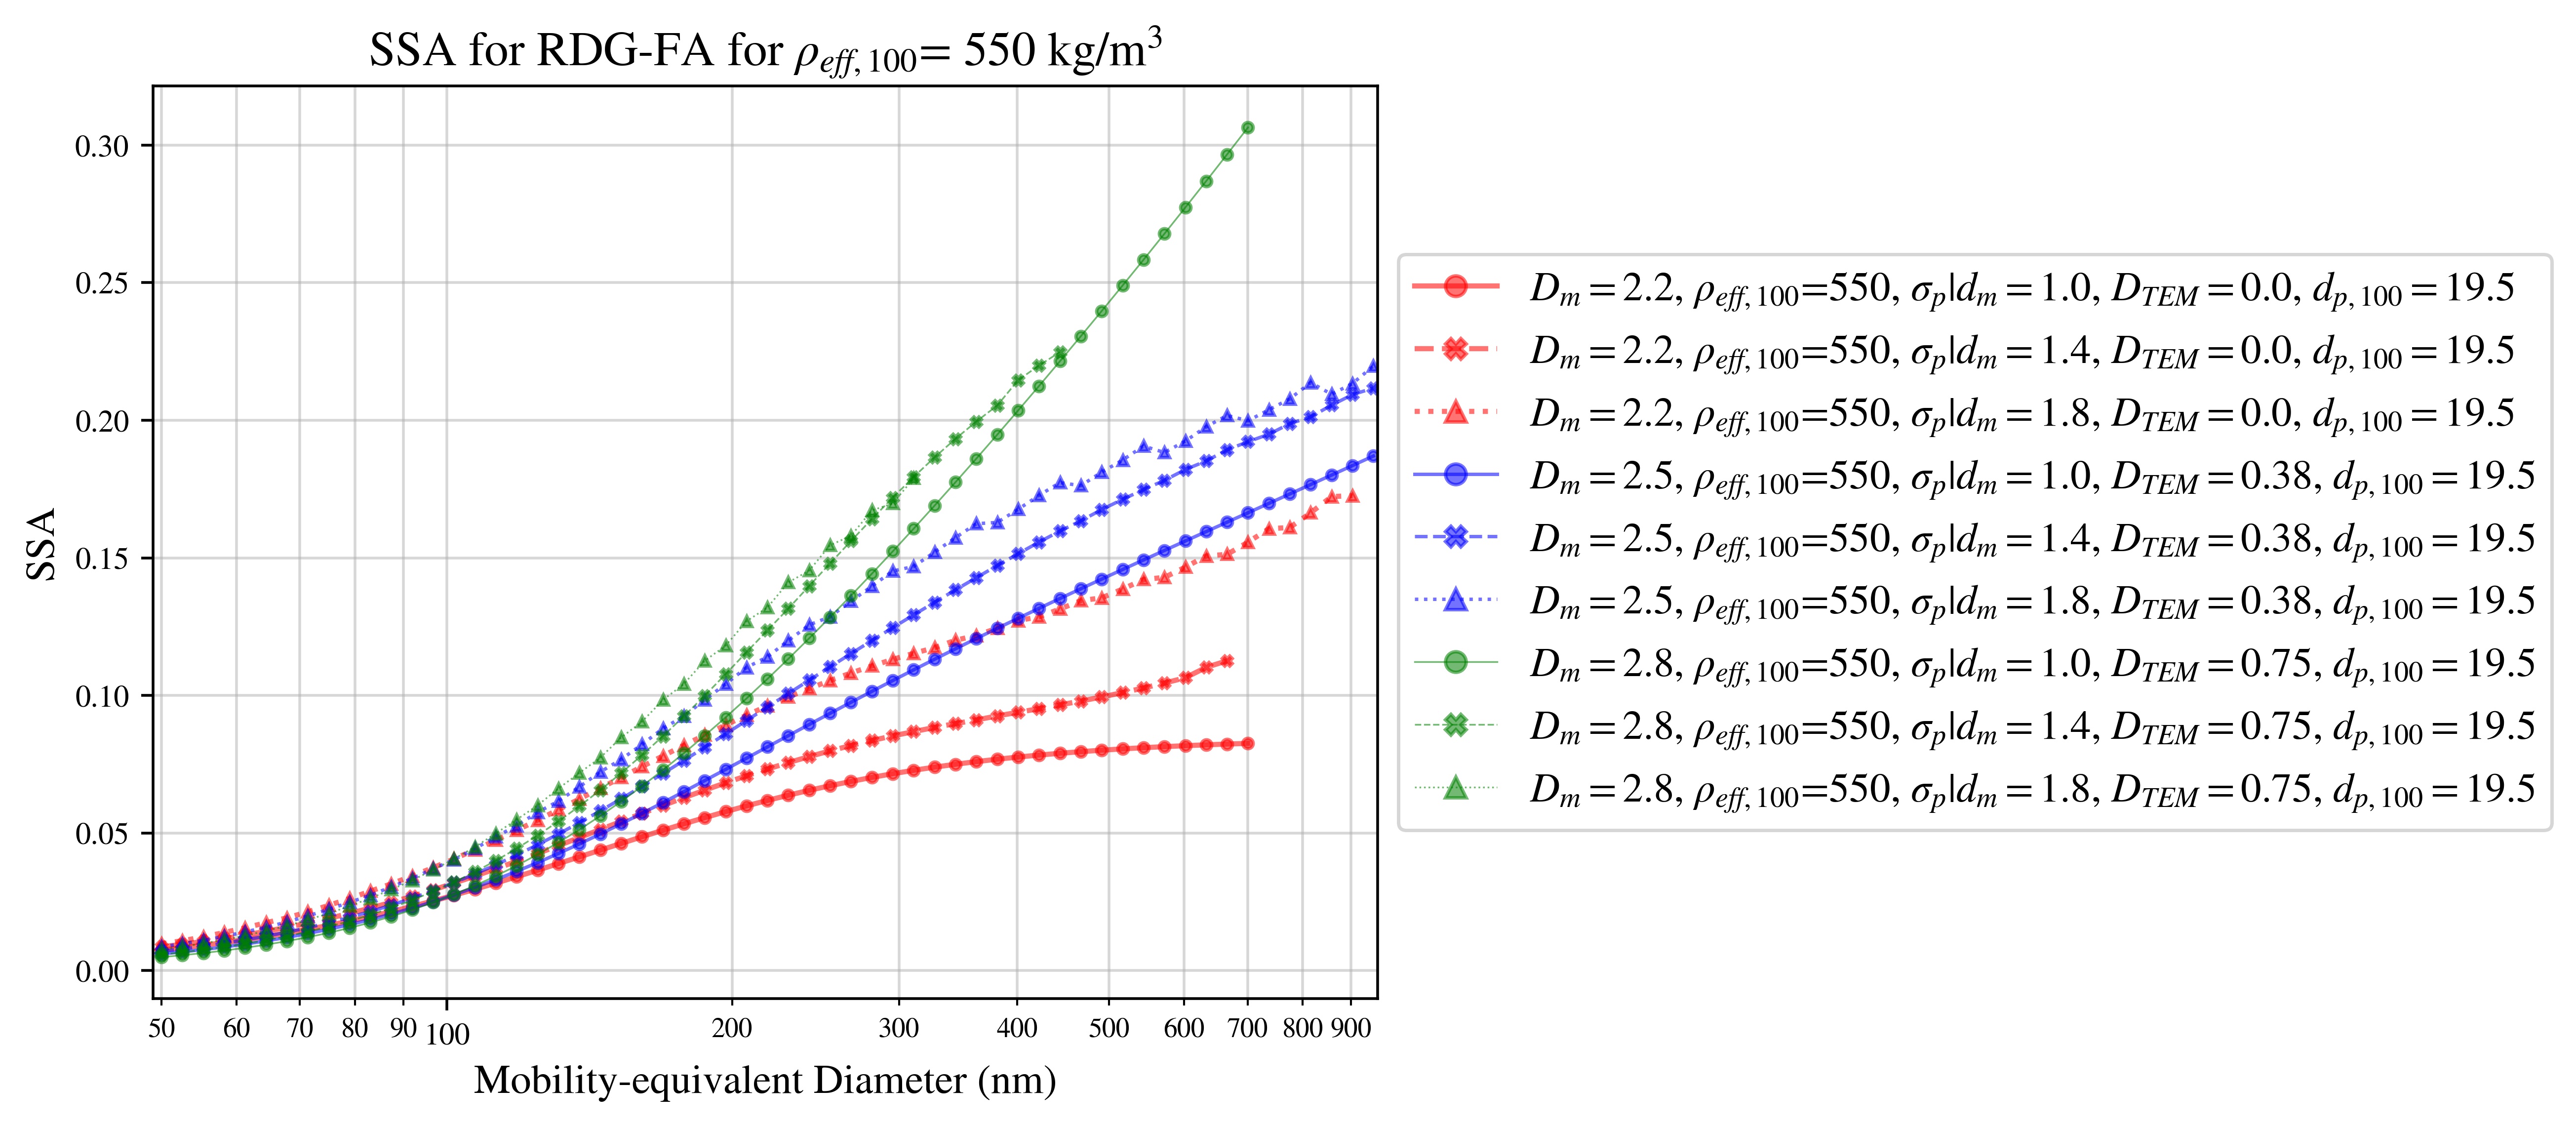 SSA for RDG-FA for ρeff,100= 550 kg/m³
SSA
0.30
0.25
0.20
0.15
0.10
0.05
0.00
50 60 70 80 90 100 200 300 400 500 600 700 800 900
Mobility-equivalent Diameter (nm)
Dm = 2.2, ρeff,100=550, σp|dm = 1.0, DTEM = 0.0, dp,100 = 19.5
Dm = 2.2, ρeff,100=550, σp|dm = 1.4, DTEM = 0.0, dp,100 = 19.5
Dm = 2.2, ρeff,100=550, σp|dm = 1.8, DTEM = 0.0, dp,100 = 19.5
Dm = 2.5, ρeff,100=550, σp|dm = 1.0, DTEM = 0.38, dp,100 = 19.5
Dm = 2.5, ρeff,100=550, σp|dm = 1.4, DTEM = 0.38, dp,100 = 19.5
Dm = 2.5, ρeff,100=550, σp|dm = 1.8, DTEM = 0.38, dp,100 = 19.5
Dm = 2.8, ρeff,100=550, σp|dm = 1.0, DTEM = 0.75, dp,100 = 19.5
Dm = 2.8, ρeff,100=550, σp|dm = 1.4, DTEM = 0.75, dp,100 = 19.5
Dm = 2.8, ρeff,100=550, σp|dm = 1.8, DTEM = 0.75, dp,100 = 19.5